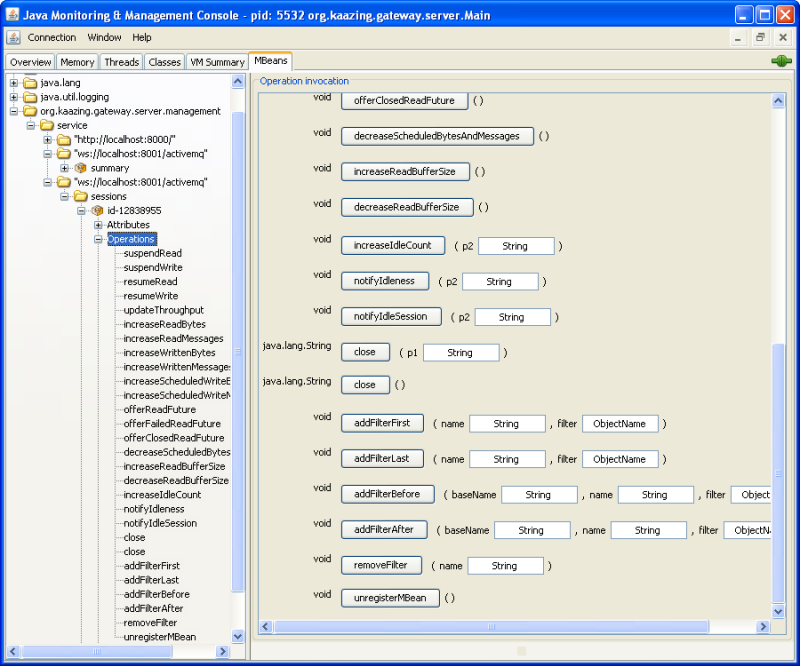 Java Monitoring & Management Console - pid: 5532 org.kaazing.gateway.server.Main
Connection Window Help
Overview Memory Threads Classes VM Summary MBeans
java.lang
java.util.logging
org.kaazing.gateway.server.management
service
"http://localhost:8000/"
"ws://localhost:8001/activemq"
summary
"ws://localhost:8001/activemq"
sessions
id-12838955
Attributes
Operations
suspendRead
suspendWrite
resumeRead
resumeWrite
updateThroughput
increaseReadBytes
increaseReadMessages
increaseWrittenBytes
increaseWrittenMessages
increaseScheduledWriteB
increaseScheduledWriteM
offerReadFuture
offerFailedReadFuture
offerClosedReadFuture
decreaseScheduledBytes
increaseReadBufferSize
decreaseReadBufferSize
increaseIdleCount
notifyIdleness
notifyIdleSession
close
close
addFilterFirst
addFilterLast
addFilterBefore
addFilterAfter
removeFilter
unregisterMBean
Operation invocation
void offerClosedReadFuture ( )
void decreaseScheduledBytesAndMessages ( )
void increaseReadBufferSize ( )
void decreaseReadBufferSize ( )
void increaseIdleCount ( p2 String )
void notifyIdleness ( p2 String )
void notifyIdleSession ( p2 String )
java.lang.String close ( p1 String )
java.lang.String close ( )
void addFilterFirst ( name String , filter ObjectName )
void addFilterLast ( name String , filter ObjectName )
void addFilterBefore ( baseName String , name String , filter Object
void addFilterAfter ( baseName String , name String , filter ObjectNa
void removeFilter ( name String )
void unregisterMBean ( )